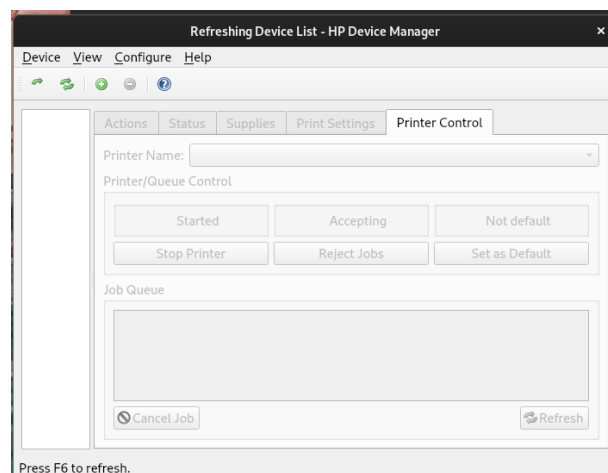 Refreshing Device List - HP Device Manager
Device View Configure Help
Actions Status Supplies Print Settings Printer Control
Printer Name:
Printer/Queue Control
Started Accepting Not default
Stop Printer Reject Jobs Set as Default
Job Queue
Cancel Job Refresh
Press F6 to refresh.